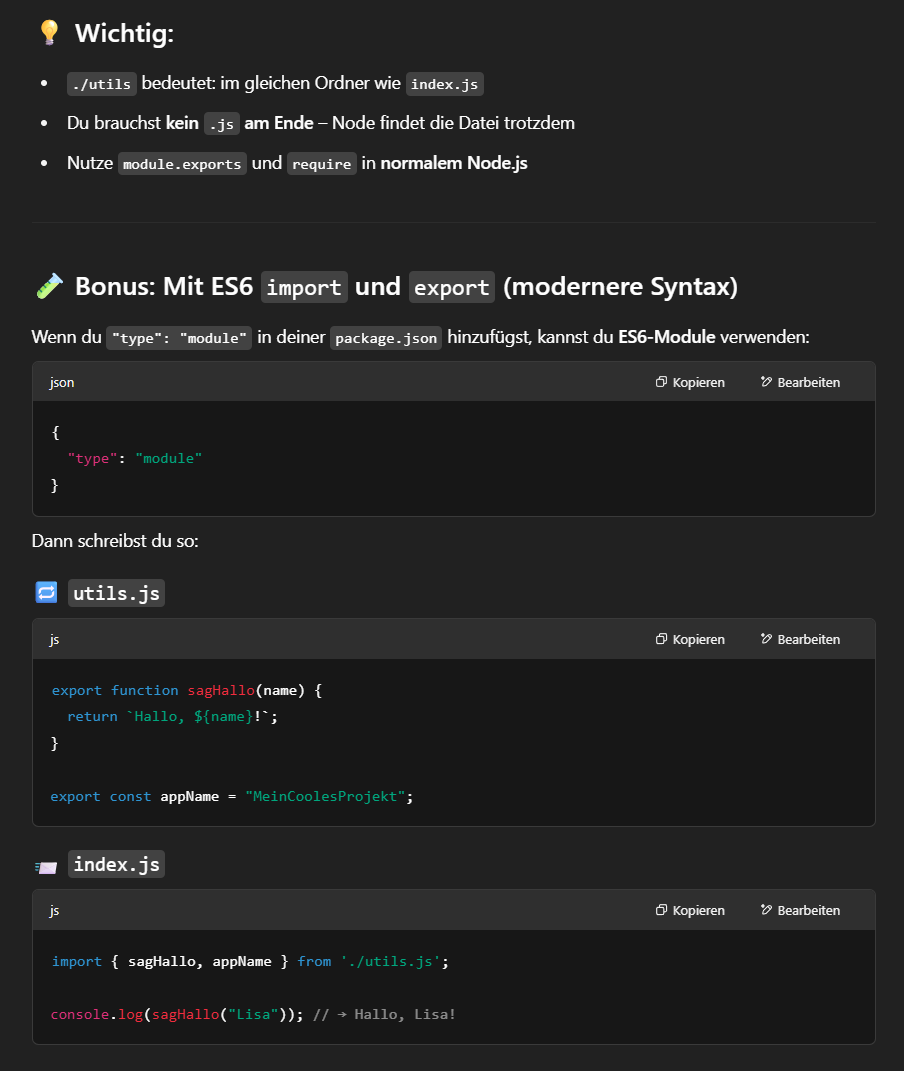 💡 Wichtig:
• ./utils bedeutet: im gleichen Ordner wie index.js
• Du brauchst kein .js am Ende – Node findet die Datei trotzdem
• Nutze module.exports und require in normalem Node.js
🧪 Bonus: Mit ES6 import und export (modernere Syntax)
Wenn du "type": "module" in deiner package.json hinzufügst, kannst du ES6-Module verwenden:
json Kopieren Bearbeiten
{
  "type": "module"
}
Dann schreibst du so:
🔁 utils.js
js Kopieren Bearbeiten
export function sagHallo(name) {
  return `Hallo, ${name}!`;
}
export const appName = "MeinCoolesProjekt";
📨 index.js
js Kopieren Bearbeiten
import { sagHallo, appName } from './utils.js';
console.log(sagHallo("Lisa")); // → Hallo, Lisa!